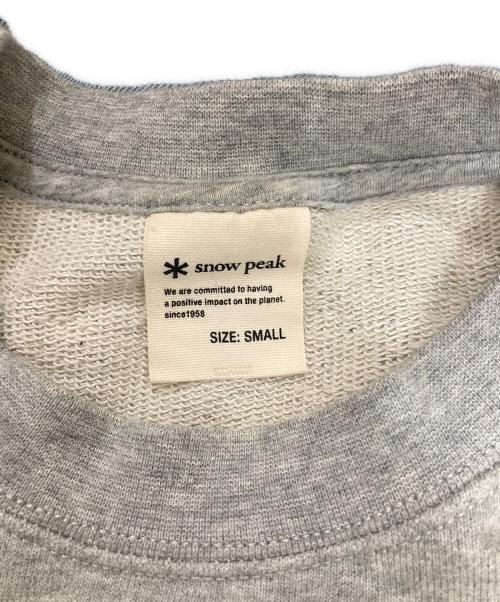 snow peak
We are committed to having
a positive impact on the planet.
since1958
SIZE: SMALL